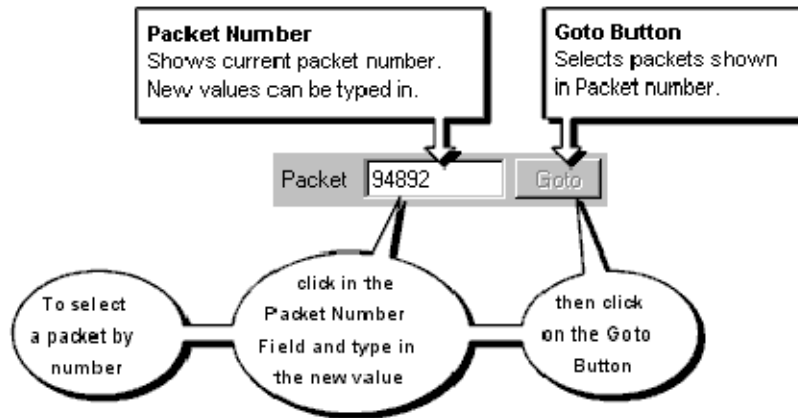 Packet Number
Shows current packet number.
New values can be typed in.
Goto Button
Selects packets shown
in Packet number.
Packet 94892 Goto
To select
a packet by
number
click in the
Packet Number
Field and type in
the new value
then click
on the Goto
Button